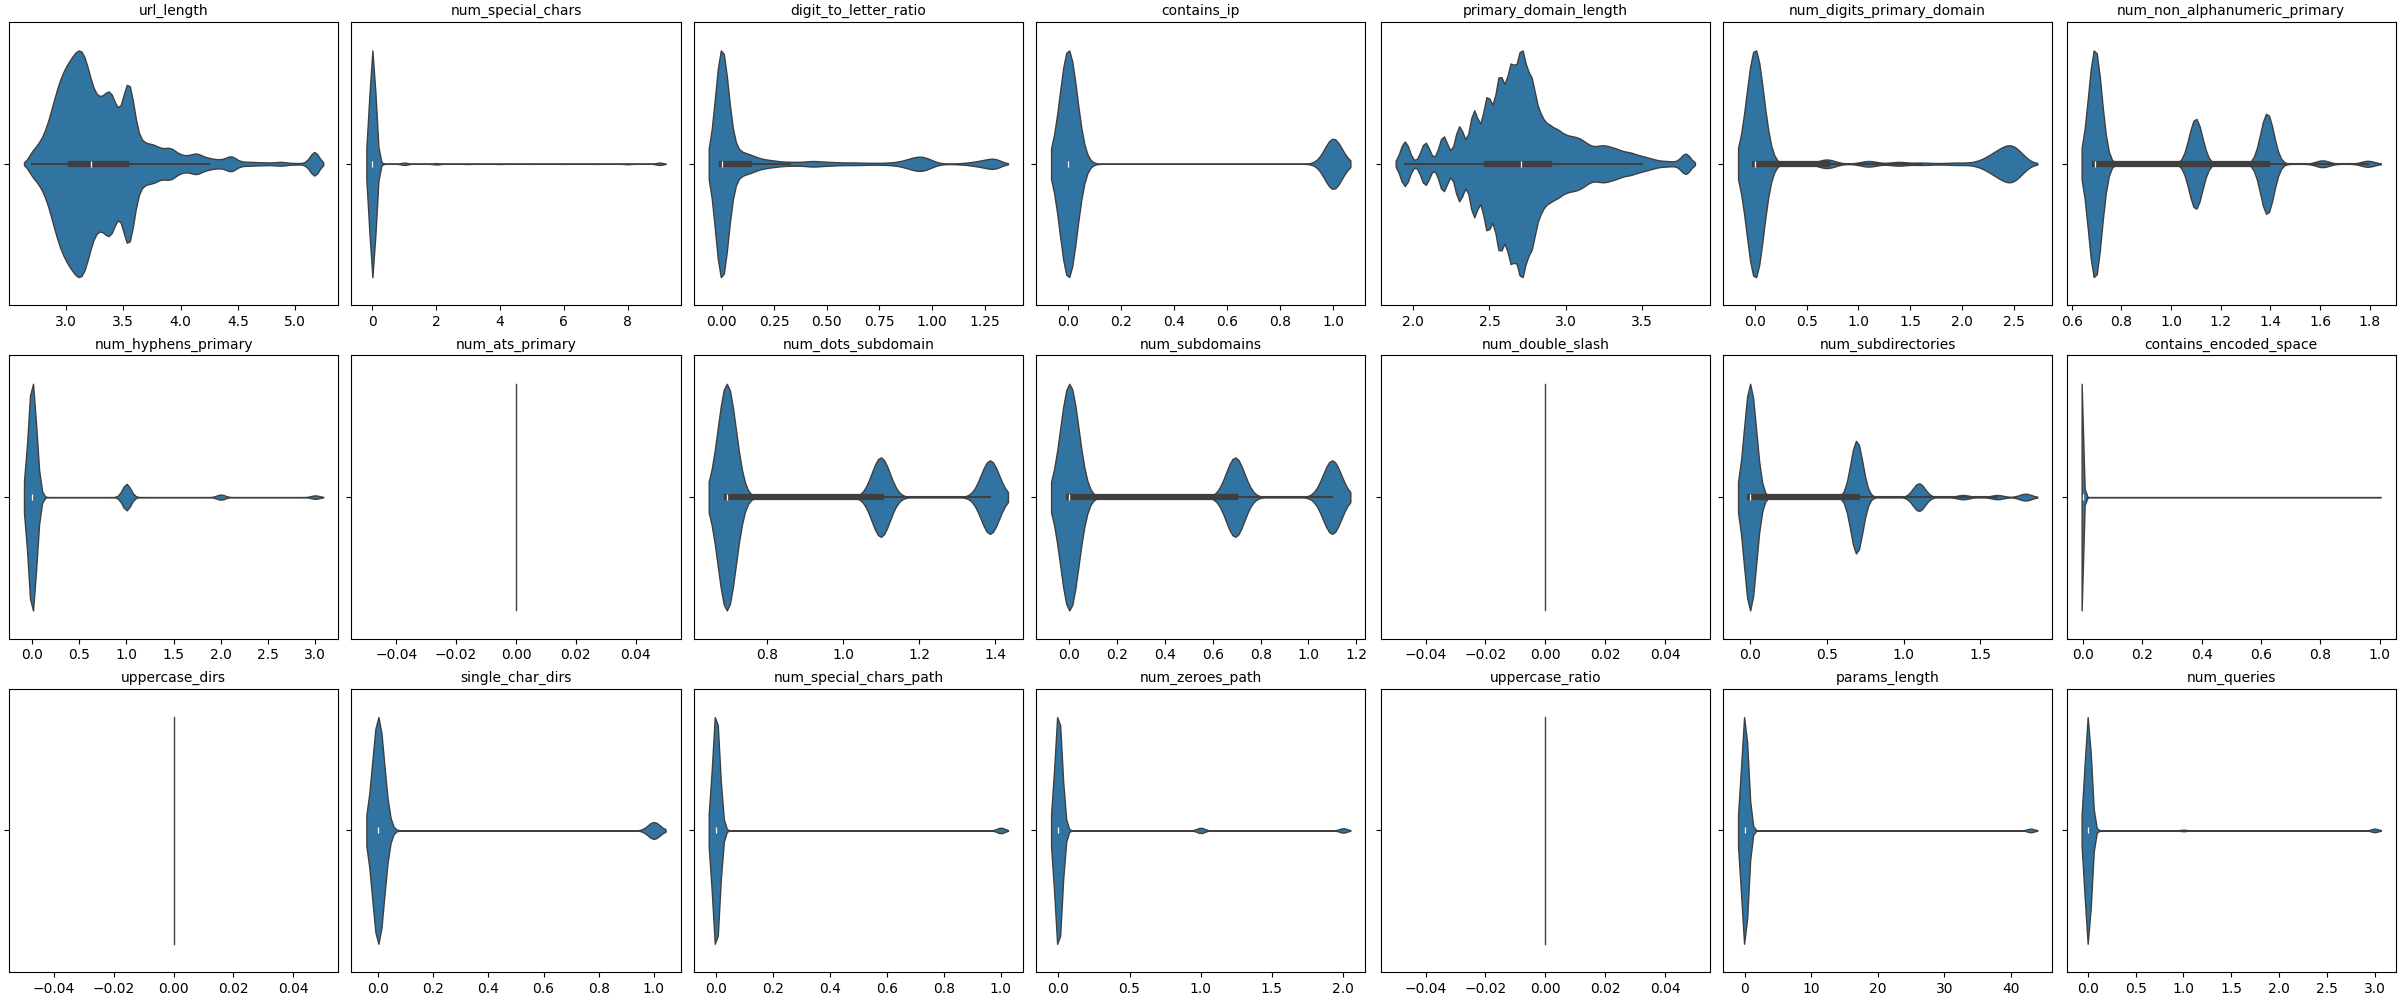 url_length num_special_chars digit_to_letter_ratio contains_ip primary_domain_length num_digits_primary_domain num_non_alphanumeric_primary
3.0 3.5 4.0 4.5 5.0 0 2 4 6 8 0.00 0.25 0.50 0.75 1.00 1.25 0.0 0.2 0.4 0.6 0.8 1.0 2.0 2.5 3.0 3.5 0.0 0.5 1.0 1.5 2.0 2.5 0.6 0.8 1.0 1.2 1.4 1.6 1.8
num_hyphens_primary num_ats_primary num_dots_subdomain num_subdomains num_double_slash num_subdirectories contains_encoded_space
0.0 0.5 1.0 1.5 2.0 2.5 3.0 −0.04 −0.02 0.00 0.02 0.04 0.8 1.0 1.2 1.4 0.0 0.2 0.4 0.6 0.8 1.0 1.2 −0.04 −0.02 0.00 0.02 0.04 0.0 0.5 1.0 1.5 0.0 0.2 0.4 0.6 0.8 1.0
uppercase_dirs single_char_dirs num_special_chars_path num_zeroes_path uppercase_ratio params_length num_queries
−0.04 −0.02 0.00 0.02 0.04 0.0 0.2 0.4 0.6 0.8 1.0 0.0 0.2 0.4 0.6 0.8 1.0 0.0 0.5 1.0 1.5 2.0 −0.04 −0.02 0.00 0.02 0.04 0 10 20 30 40 0.0 0.5 1.0 1.5 2.0 2.5 3.0